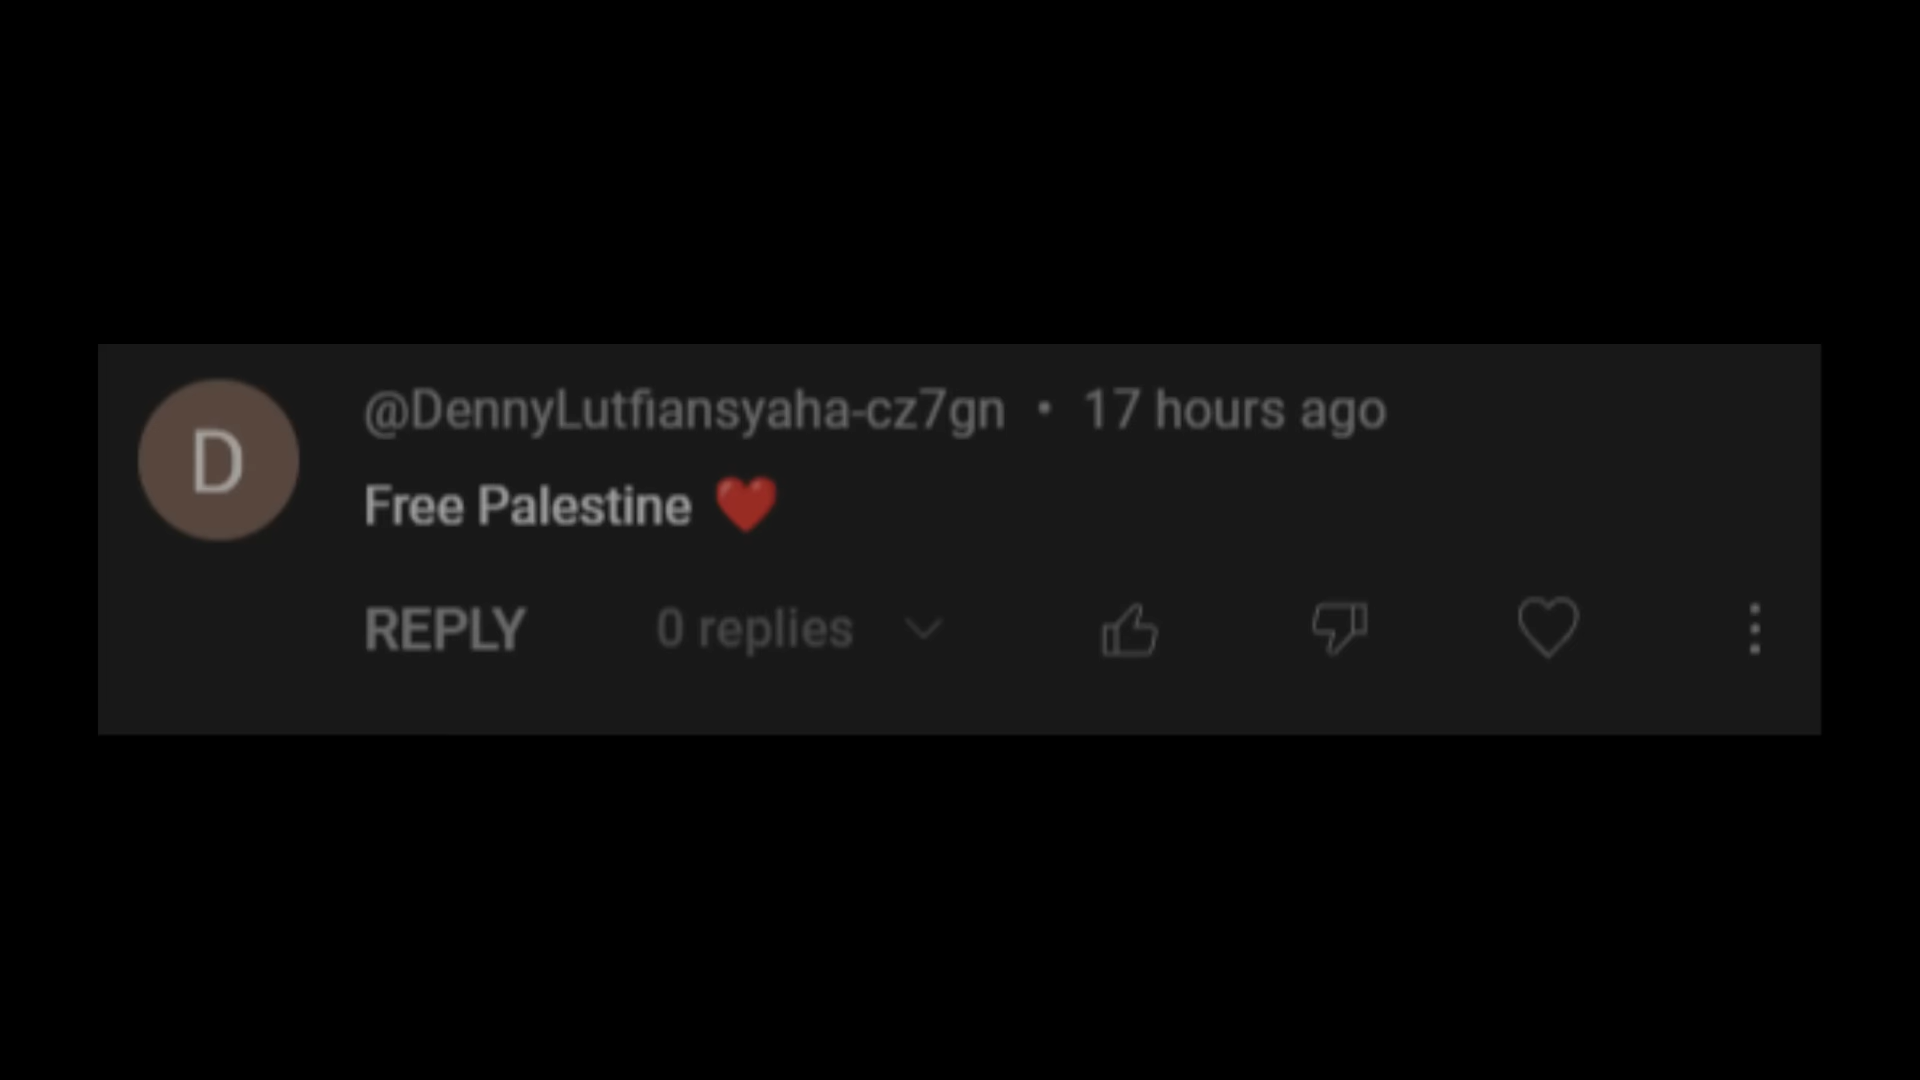 D
@DennyLutfiansyaha-cz7gn • 17 hours ago
Free Palestine ❤️
REPLY 0 replies